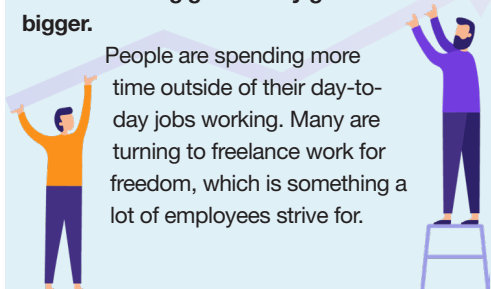 bigger.
People are spending more
time outside of their day-to-
day jobs working. Many are
turning to freelance work for
freedom, which is something a
lot of employees strive for.